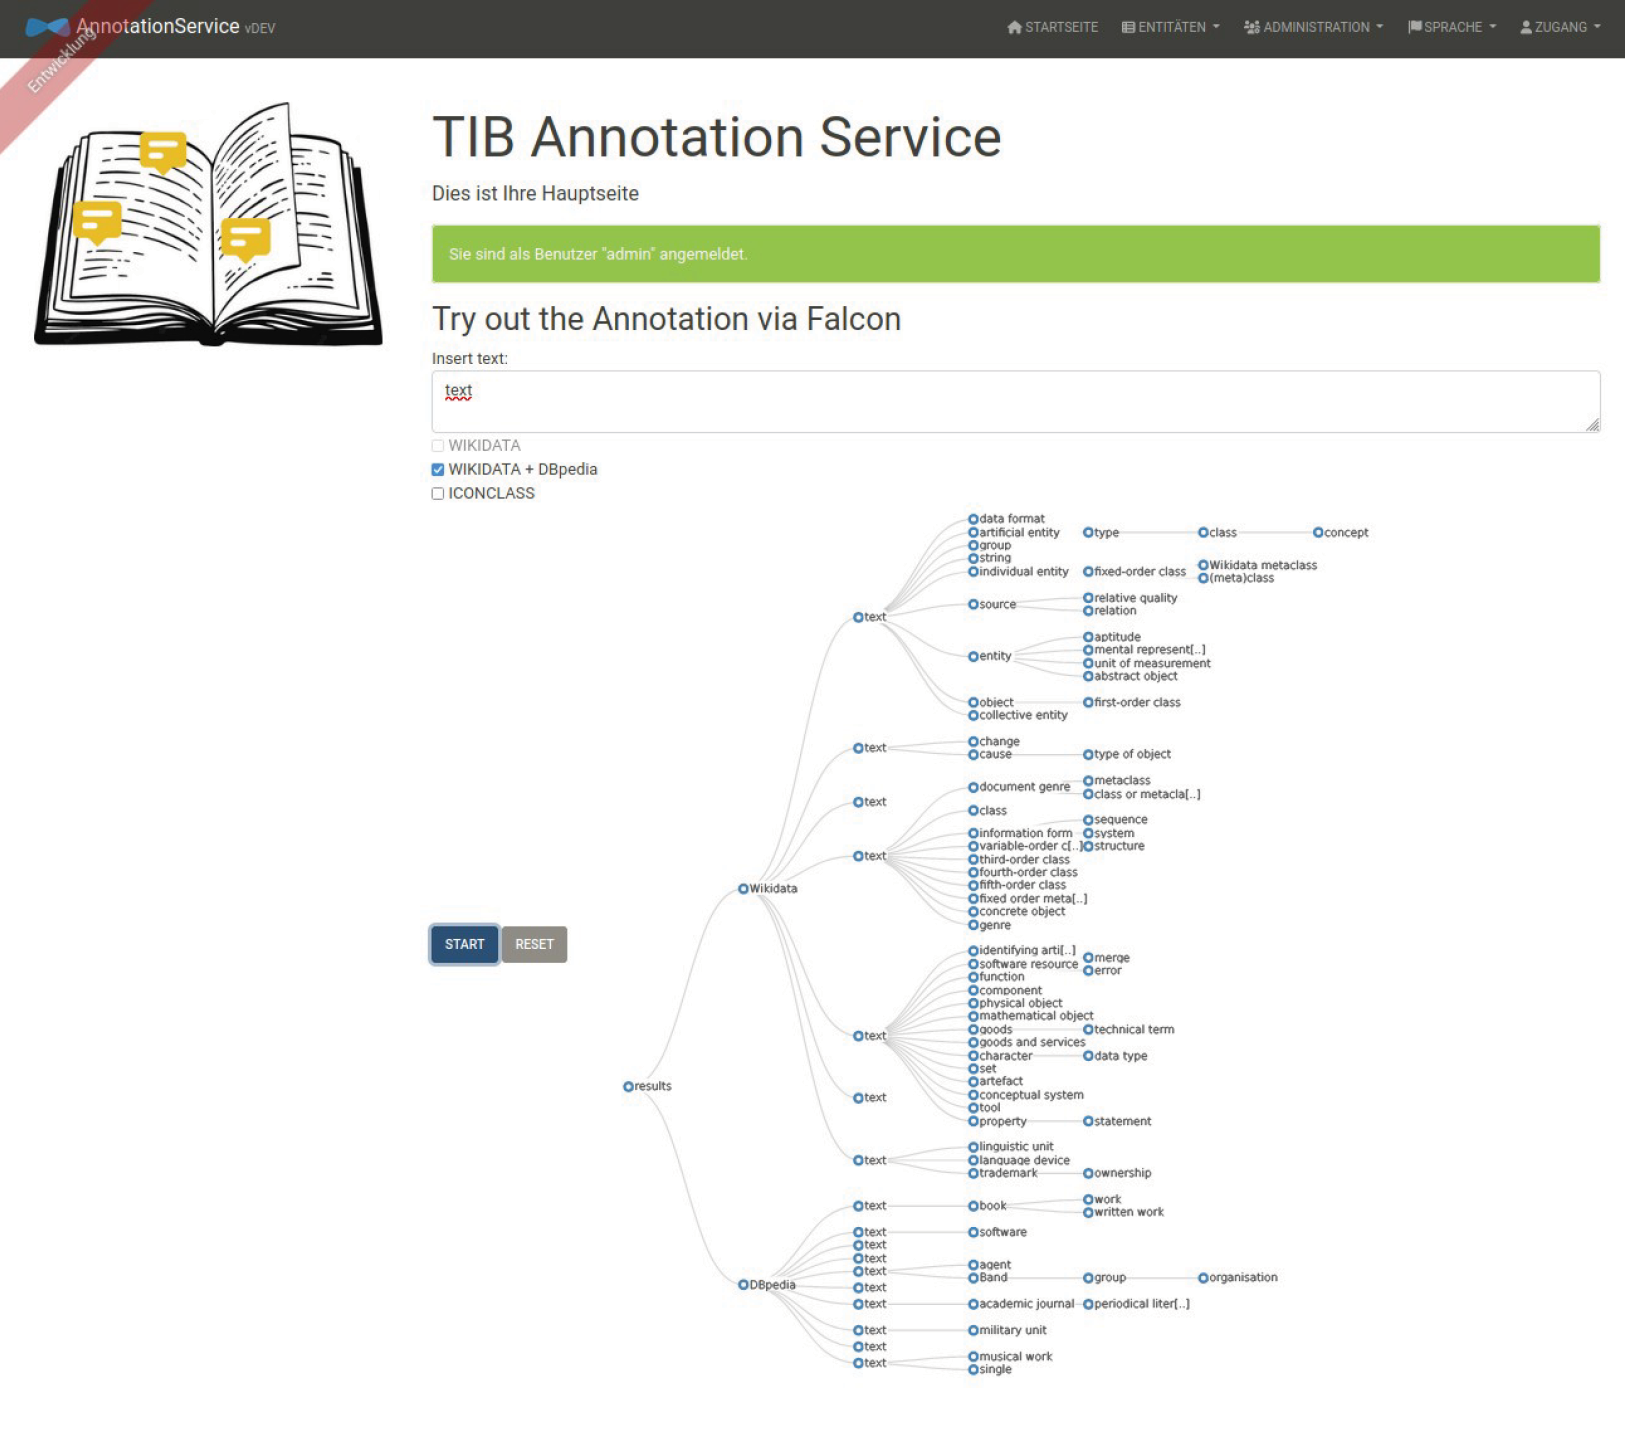 AnnotationService vDEV
STARTSEITE ENTITÄTEN ADMINISTRATION SPRACHE ZUGANG
Entwicklung
TIB Annotation Service
Dies ist Ihre Hauptseite
Sie sind als Benutzer "admin" angemeldet.
Try out the Annotation via Falcon
Insert text:
text
WIKIDATA
WIKIDATA + DBpedia
ICONCLASS
data format
artificial entity type class concept
group
string
Wikidata metaclass
individual entity fixed-order class
(meta)class
relative quality
source
relation
text
aptitude
mental represent[..]
entity
unit of measurement
abstract object
object first-order class
collective entity
change
text
cause type of object
metaclass
document genre
class or metacla[..]
text
class
sequence
information form system
variable-order c[..] structure
text
third-order class
fourth-order class
fifth-order class
Wikidata
fixed order meta[..]
concrete object
genre
START RESET
identifying arti[..]
merge
software resource
error
function
component
physical object
mathematical object
goods technical term
text
goods and services
character data type
set
artefact
results
conceptual system
text
tool
property statement
linguistic unit
text language device
trademark ownership
work
text book
written work
text software
text
text
agent
text
Band group organisation
DBpedia
text
text academic journal periodical liter[..]
text military unit
text
musical work
text
single